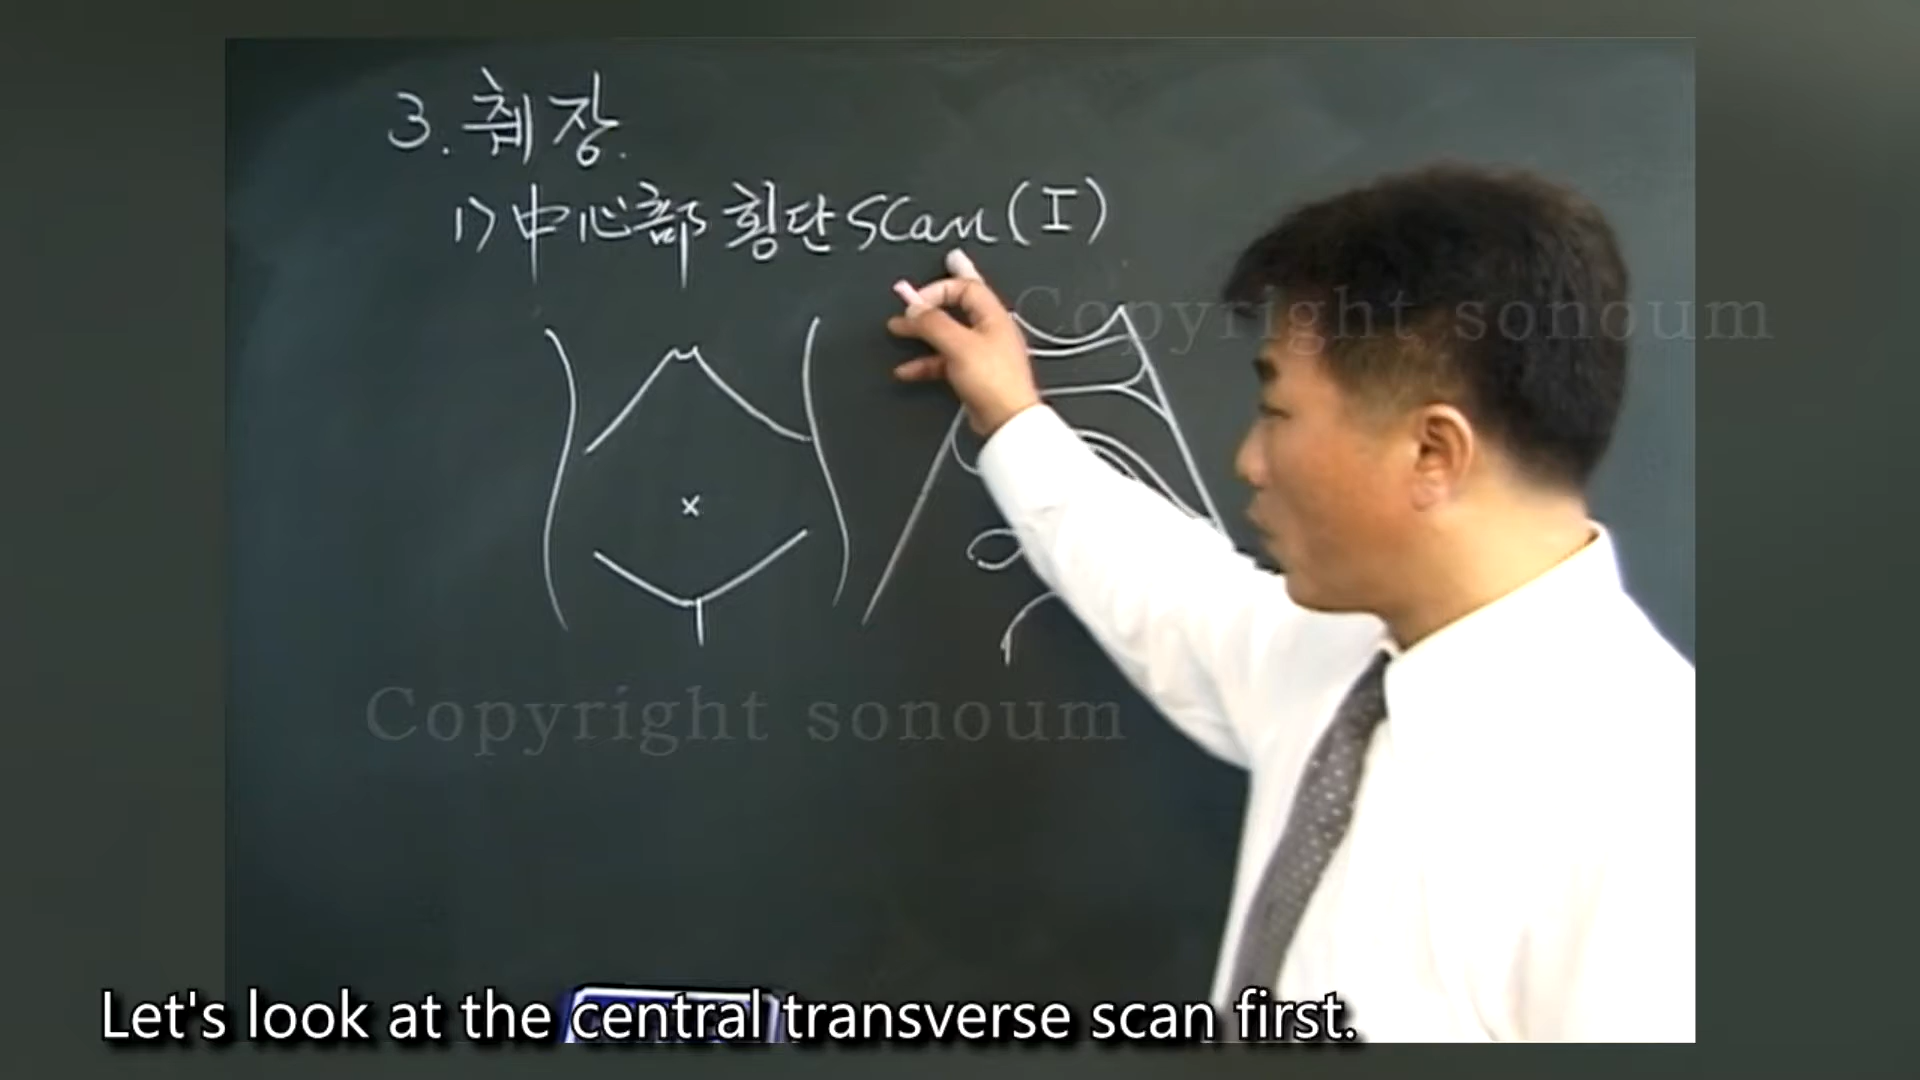 3. 췌장.
1) 中心部 횡단 Scan (I)
Copyright sonoum
Copyright sonoum
Let's look at the central transverse scan first.